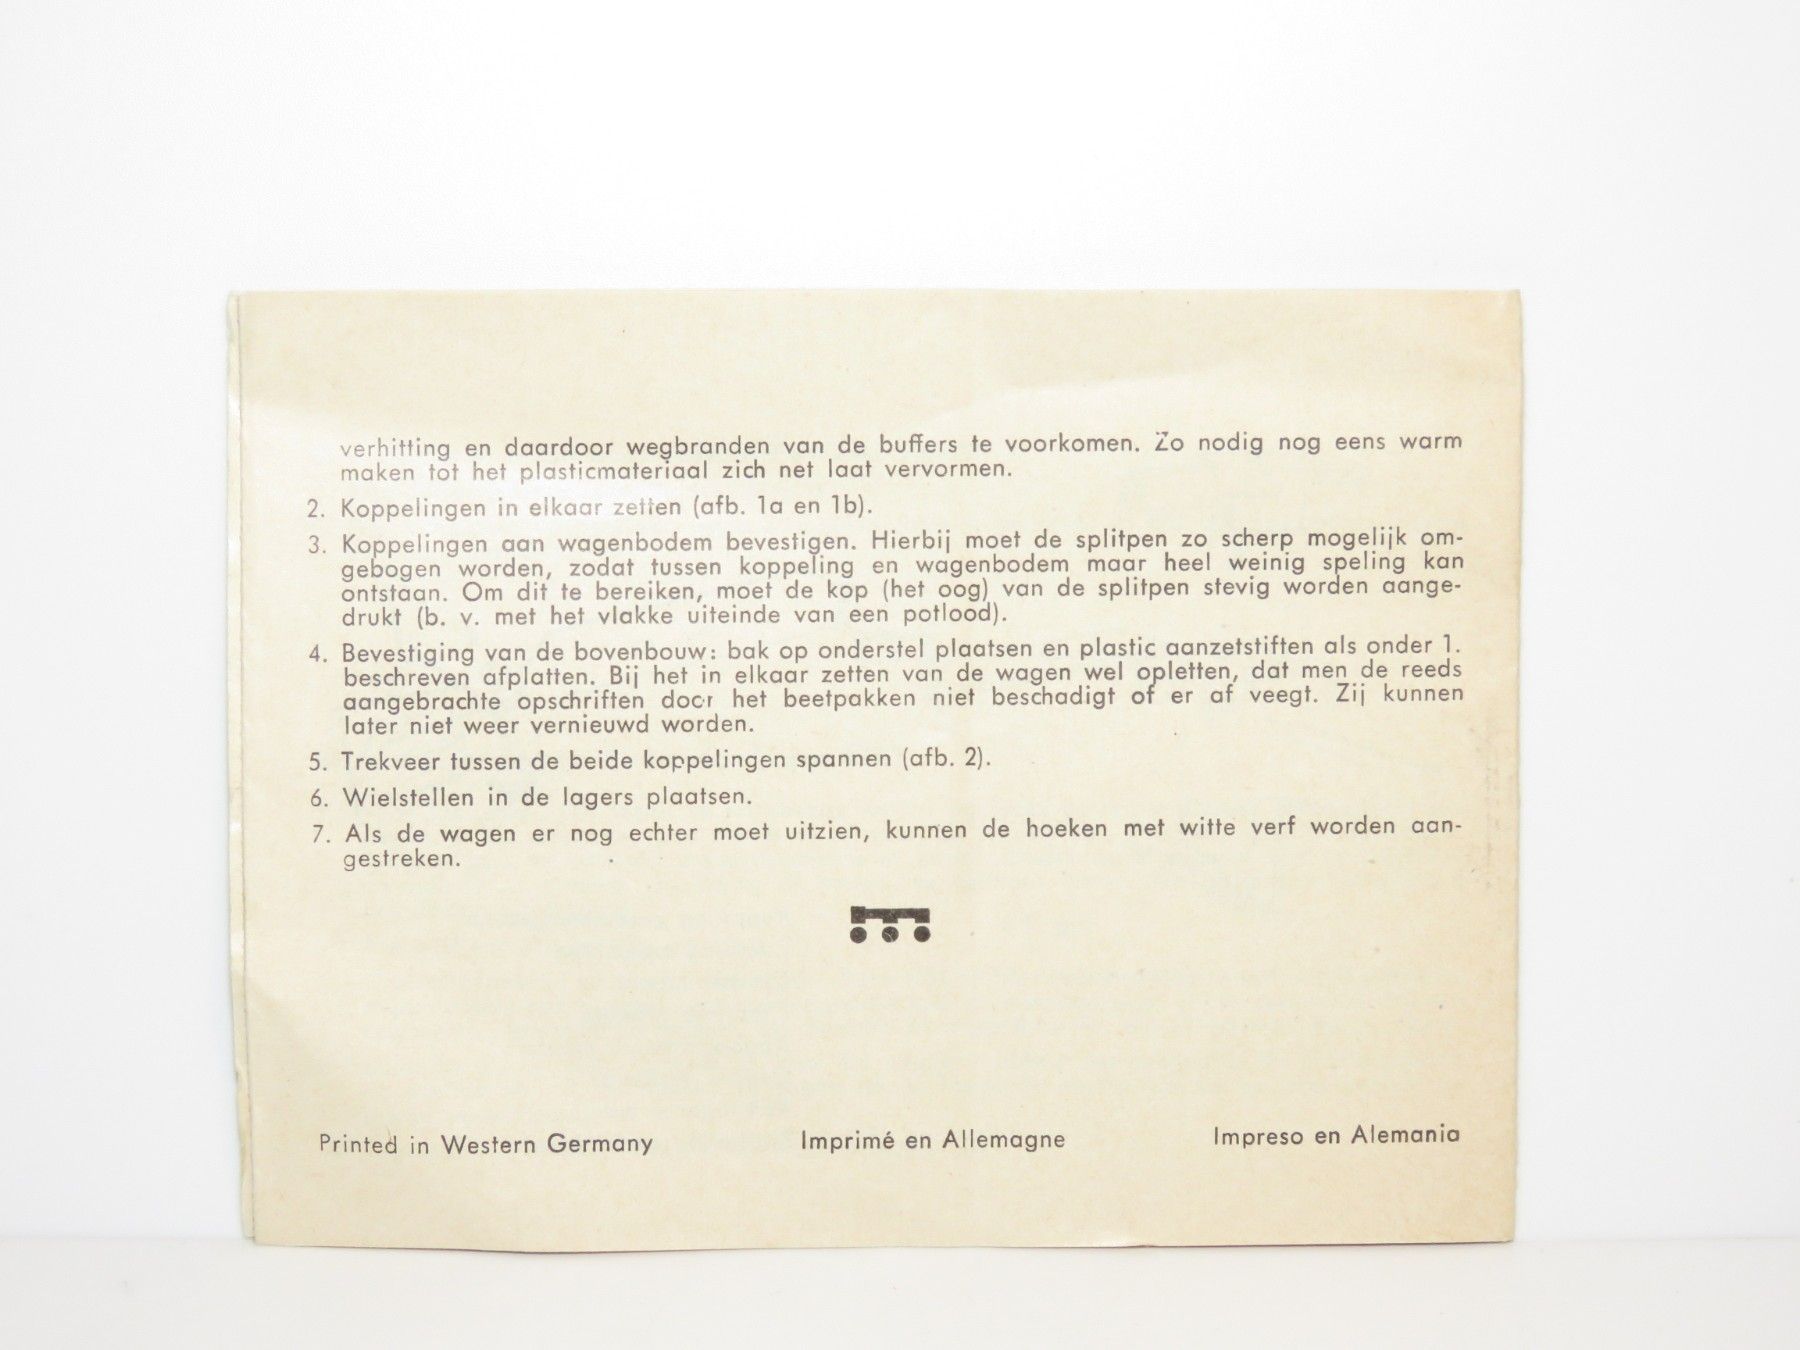 verhitting en daardoor wegbranden van de buffers te voorkomen. Zo nodig nog eens warm
maken tot het plasticmateriaal zich net laat vervormen.
2. Koppelingen in elkaar zetten (afb. 1a en 1b).
3. Koppelingen aan wagenbodem bevestigen. Hierbij moet de splitpen zo scherp mogelijk om-
gebogen worden, zodat tussen koppeling en wagenbodem maar heel weinig speling kan
ontstaan. Om dit te bereiken, moet de kop (het oog) van de splitpen stevig worden aange-
drukt (b. v. met het vlakke uiteinde van een potlood).
4. Bevestiging van de bovenbouw: bak op onderstel plaatsen en plastic aanzetstiften als onder 1.
beschreven afplatten. Bij het in elkaar zetten van de wagen wel opletten, dat men de reeds
aangebrachte opschriften door het beetpakken niet beschadigt of er af veegt. Zij kunnen
later niet weer vernieuwd worden.
5. Trekveer tussen de beide koppelingen spannen (afb. 2).
6. Wielstellen in de lagers plaatsen.
7. Als de wagen er nog echter moet uitzien, kunnen de hoeken met witte verf worden aan-
gestreken.
Printed in Western Germany
Imprimé en Allemagne
Impreso en Alemania